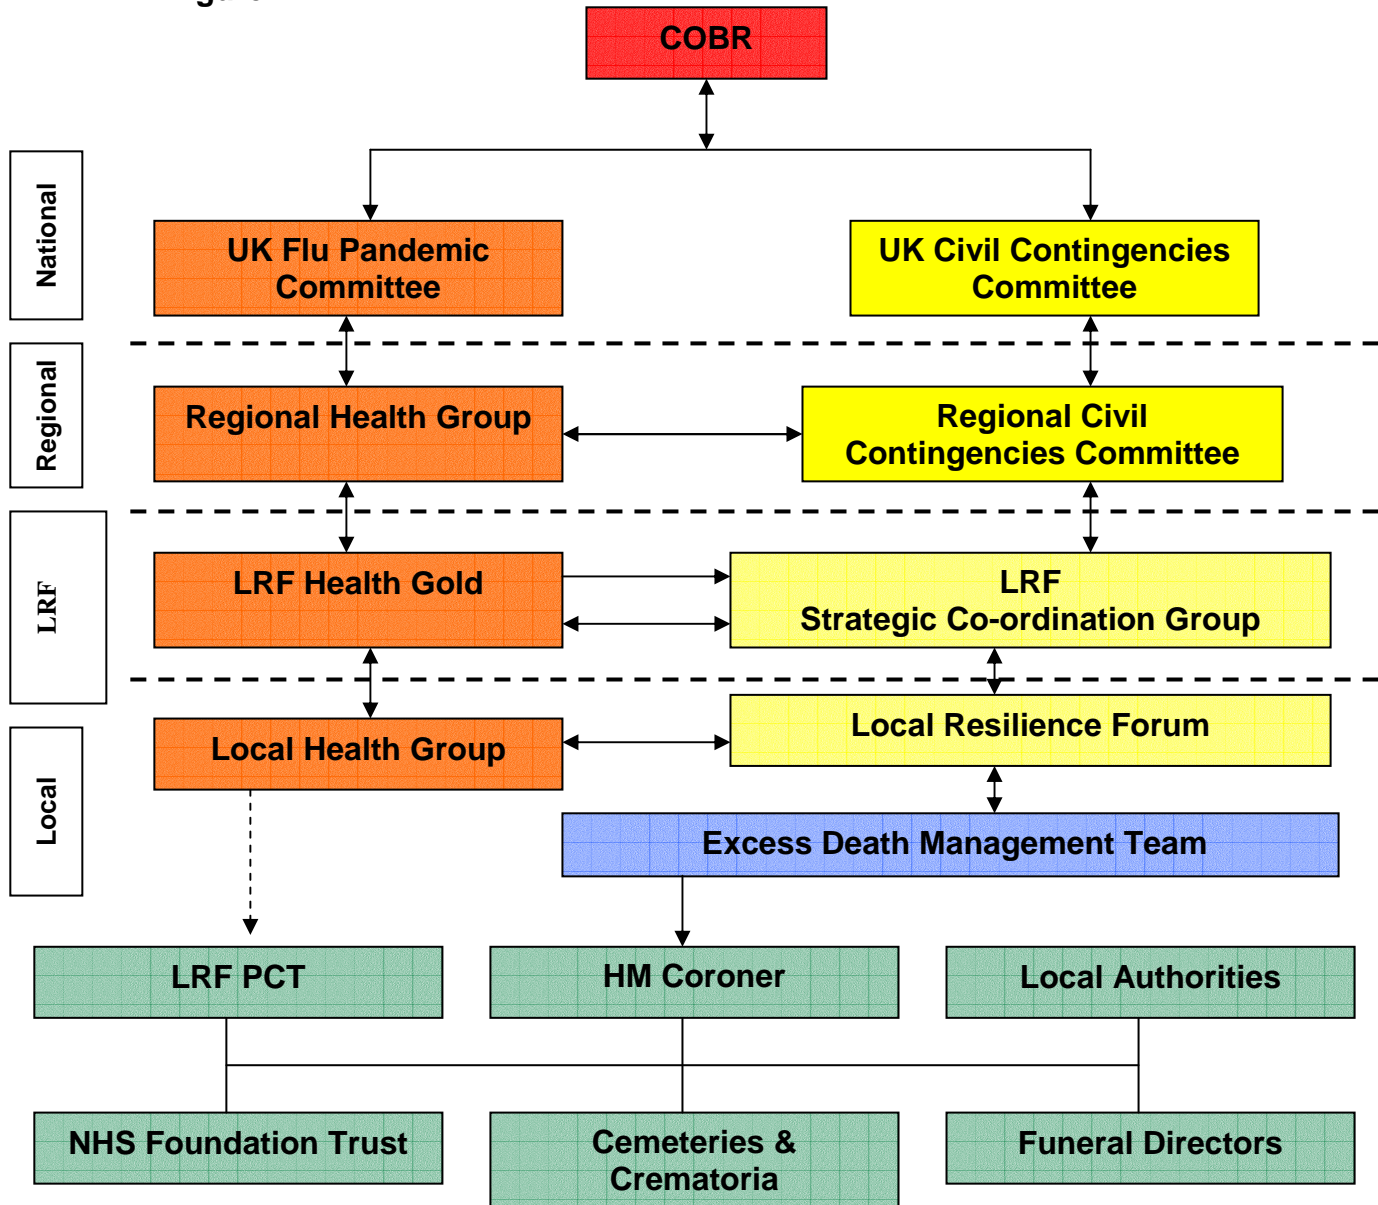 COBR
National
UK Flu Pandemic
Committee
UK Civil Contingencies
Committee
Regional
Regional Health Group
Regional Civil
Contingencies Committee
LRF
LRF Health Gold
LRF
Strategic Co-ordination Group
Local
Local Health Group
Local Resilience Forum
Excess Death Management Team
LRF PCT
HM Coroner
Local Authorities
NHS Foundation Trust
Cemeteries &
Crematoria
Funeral Directors